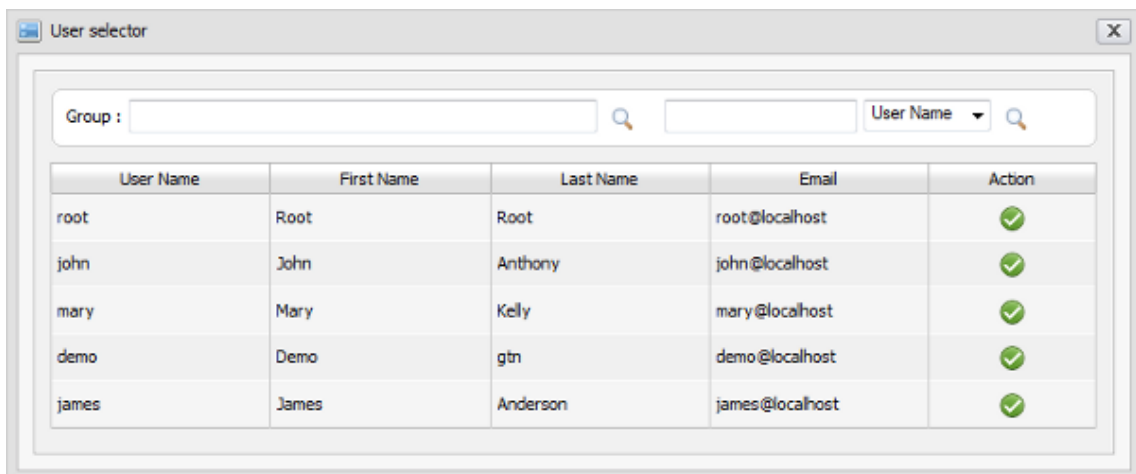 User selector X
Group : User Name
User Name First Name Last Name Email Action
root Root Root root@localhost
john John Anthony john@localhost
mary Mary Kelly mary@localhost
demo Demo gtn demo@localhost
james James Anderson james@localhost